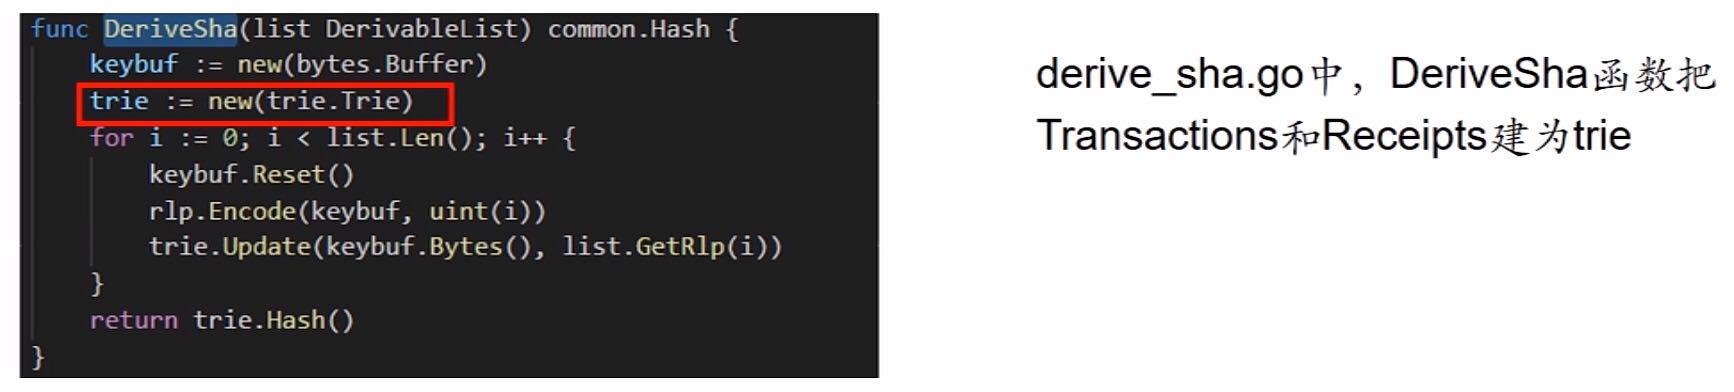 func DeriveSha(list DerivableList) common.Hash {
    keybuf := new(bytes.Buffer)
    trie := new(trie.Trie)
    for i := 0; i < list.Len(); i++ {
        keybuf.Reset()
        rlp.Encode(keybuf, uint(i))
        trie.Update(keybuf.Bytes(), list.GetRlp(i))
    }
    return trie.Hash()
}
derive_sha.go中，DeriveSha函数把
Transactions和Receipts建为trie